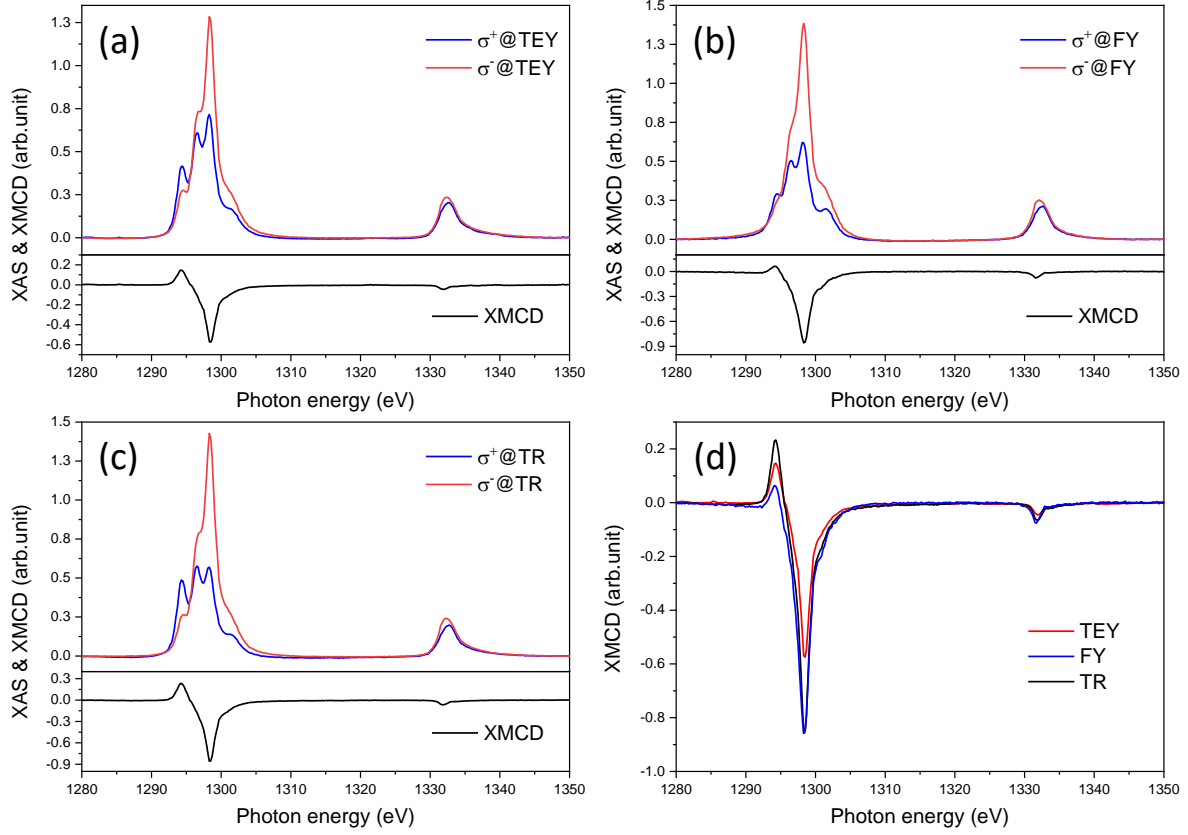 (a)
σ+@TEY
σ-@TEY
XAS & XMCD (arb.unit)
1.3
1.0
0.8
0.5
0.3
0.0
0.2
0.0
-0.2
-0.4
-0.6
XMCD
1280 1290 1300 1310 1320 1330 1340 1350
Photon energy (eV)
(b)
σ+@FY
σ-@FY
XAS & XMCD (arb.unit)
1.5
1.3
1.0
0.8
0.5
0.3
0.0
0.0
-0.3
-0.6
-0.9
XMCD
1280 1290 1300 1310 1320 1330 1340 1350
Photon energy (eV)
(c)
σ+@TR
σ-@TR
XAS & XMCD (arb.unit)
1.5
1.3
1.0
0.8
0.5
0.3
0.0
0.3
0.0
-0.3
-0.6
-0.9
XMCD
1280 1290 1300 1310 1320 1330 1340 1350
Photon energy (eV)
(d)
XMCD (arb.unit)
0.2
0.0
-0.2
-0.4
-0.6
-0.8
-1.0
TEY
FY
TR
1280 1290 1300 1310 1320 1330 1340 1350
Photon energy (eV)